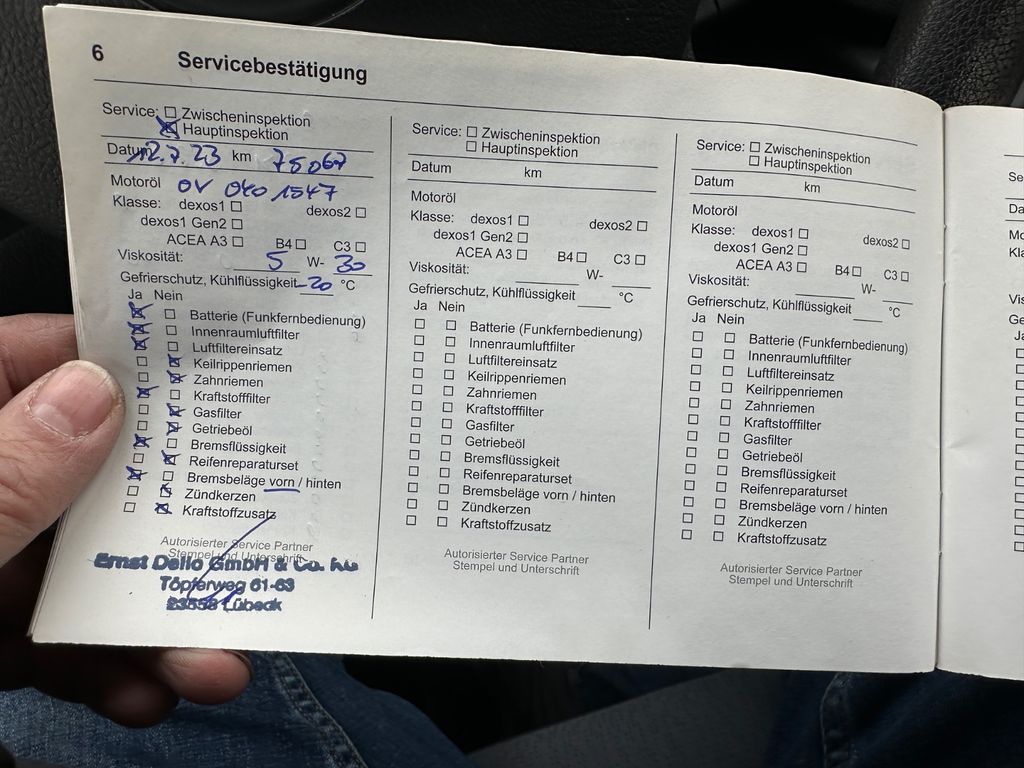 6 Servicebestätigung
Service: ☐ Zwischeninspektion
☒ Hauptinspektion
Datum 12.7.23 km 75067
Motoröl OV 040 1547
Klasse: dexos1 ☐ dexos2 ☐
dexos1 Gen2 ☐
ACEA A3 ☐ B4 ☐ C3 ☐
Viskosität: 5 W- 30
Gefrierschutz, Kühlflüssigkeit -20 °C
Ja Nein
☒ ☐ Batterie (Funkfernbedienung)
☒ ☐ Innenraumluftfilter
☒ ☐ Luftfiltereinsatz
☐ ☒ Keilrippenriemen
☐ ☒ Zahnriemen
☒ ☐ Kraftstofffilter
☐ ☒ Gasfilter
☐ ☒ Getriebeöl
☒ ☐ Bremsflüssigkeit
☐ ☒ Reifenreparaturset
☒ ☐ Bremsbeläge vorn / hinten
☐ ☒ Zündkerzen
☐ ☒ Kraftstoffzusatz
Autorisierter Service Partner
Stempel und Unterschrift
Ernst Dello GmbH & Co.
Töpferweg 61-63
23558 Lübeck
Service: ☐ Zwischeninspektion
☐ Hauptinspektion
Datum km
Motoröl
Klasse: dexos1 ☐ dexos2 ☐
dexos1 Gen2 ☐
ACEA A3 ☐ B4 ☐ C3 ☐
Viskosität: W-
Gefrierschutz, Kühlflüssigkeit °C
Ja Nein
☐ ☐ Batterie (Funkfernbedienung)
☐ ☐ Innenraumluftfilter
☐ ☐ Luftfiltereinsatz
☐ ☐ Keilrippenriemen
☐ ☐ Zahnriemen
☐ ☐ Kraftstofffilter
☐ ☐ Gasfilter
☐ ☐ Getriebeöl
☐ ☐ Bremsflüssigkeit
☐ ☐ Reifenreparaturset
☐ ☐ Bremsbeläge vorn / hinten
☐ ☐ Zündkerzen
☐ ☐ Kraftstoffzusatz
Autorisierter Service Partner
Stempel und Unterschrift
Service: ☐ Zwischeninspektion
☐ Hauptinspektion
Datum km
Motoröl
Klasse: dexos1 ☐ dexos2 ☐
dexos1 Gen2 ☐
ACEA A3 ☐ B4 ☐ C3 ☐
Viskosität: W-
Gefrierschutz, Kühlflüssigkeit °C
Ja Nein
☐ ☐ Batterie (Funkfernbedienung)
☐ ☐ Innenraumluftfilter
☐ ☐ Luftfiltereinsatz
☐ ☐ Keilrippenriemen
☐ ☐ Zahnriemen
☐ ☐ Kraftstofffilter
☐ ☐ Gasfilter
☐ ☐ Getriebeöl
☐ ☐ Bremsflüssigkeit
☐ ☐ Reifenreparaturset
☐ ☐ Bremsbeläge vorn / hinten
☐ ☐ Zündkerzen
☐ ☐ Kraftstoffzusatz
Autorisierter Service Partner
Stempel und Unterschrift